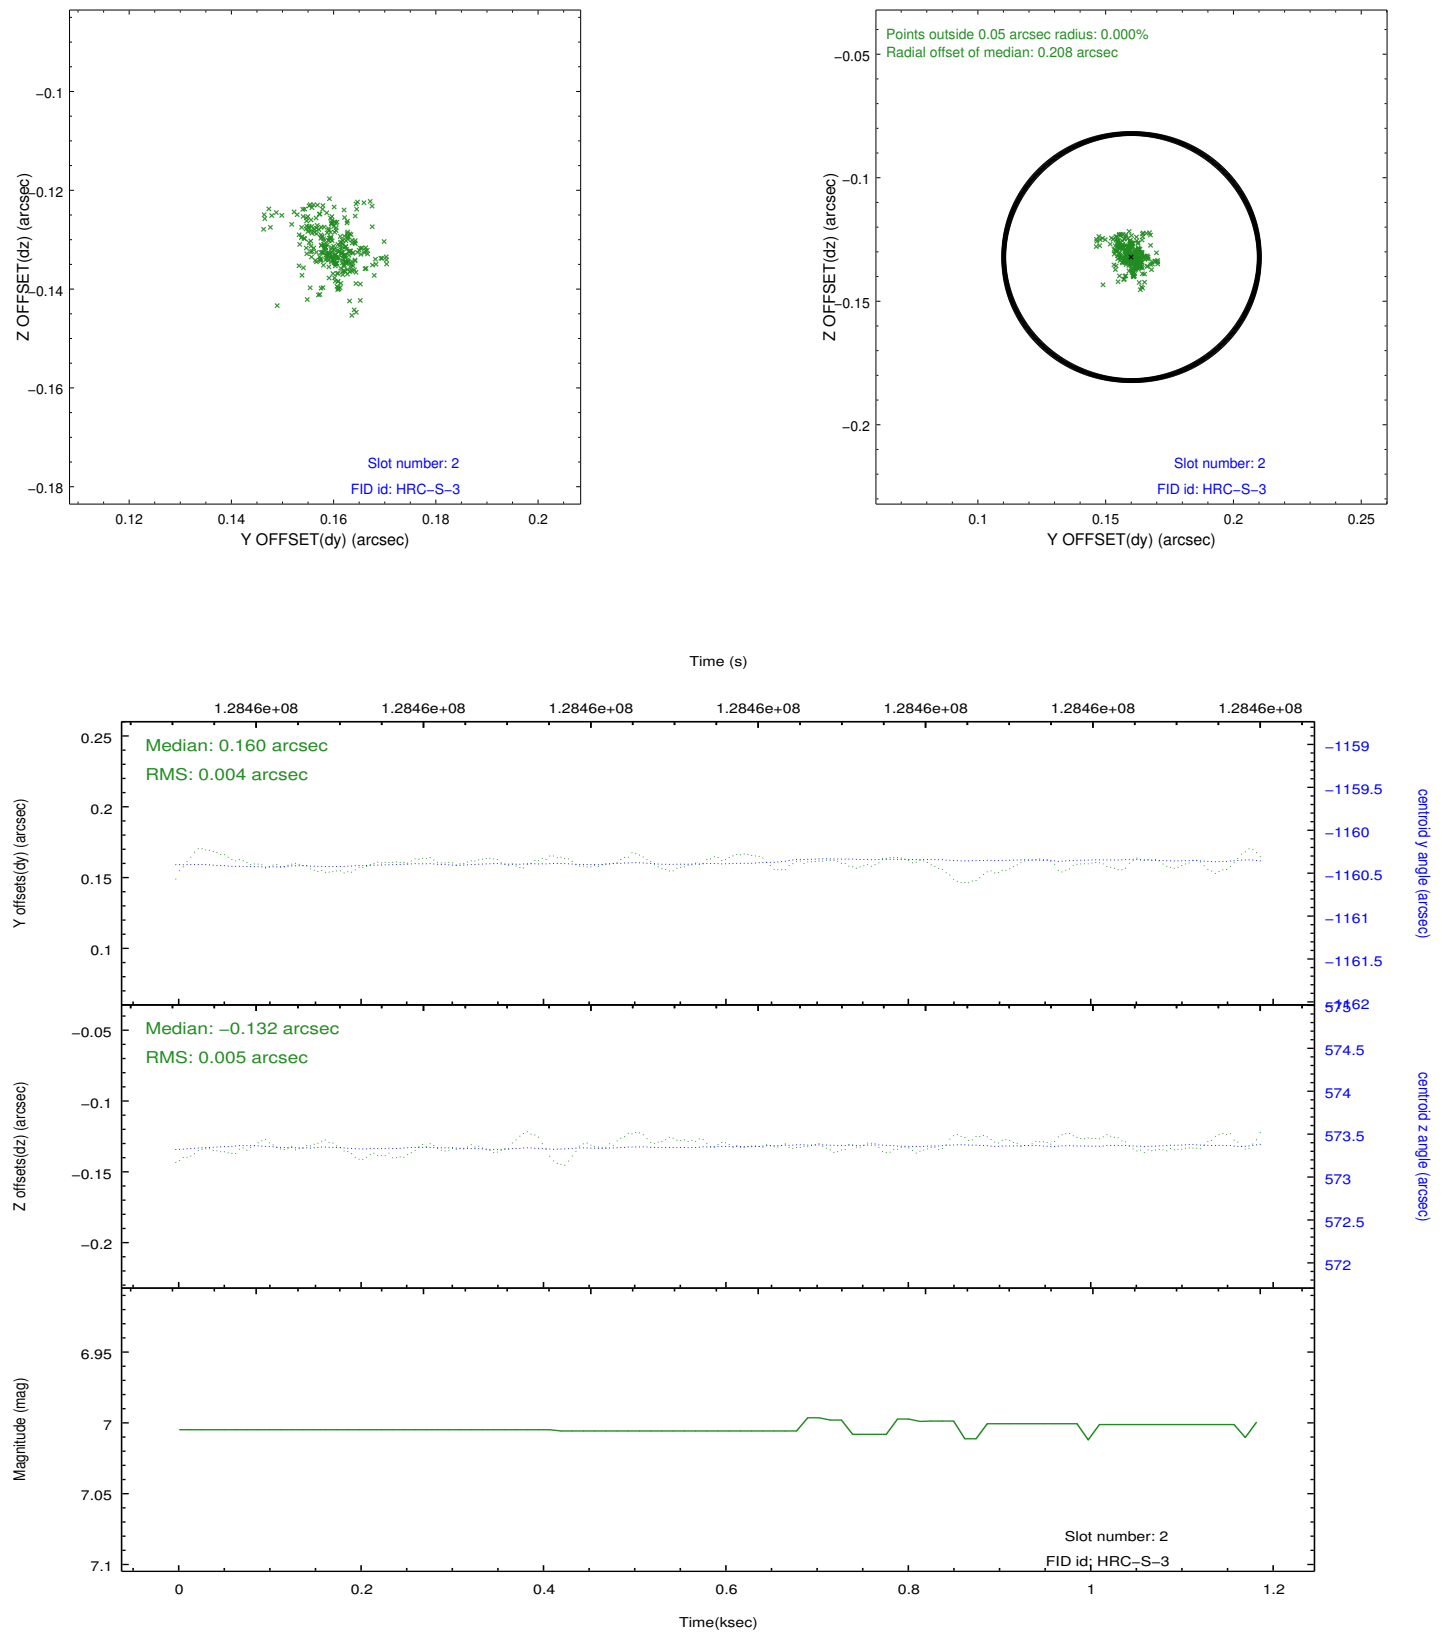 −0.1
−0.12
−0.14
−0.16
−0.18
Z OFFSET(dz) (arcsec)
Slot number: 2
FID id: HRC−S−3
0.12 0.14 0.16 0.18 0.2
Y OFFSET(dy) (arcsec)
Points outside 0.05 arcsec radius: 0.000%
Radial offset of median: 0.208 arcsec
−0.05
−0.1
−0.15
−0.2
Z OFFSET(dz) (arcsec)
Slot number: 2
FID id: HRC−S−3
0.1 0.15 0.2 0.25
Y OFFSET(dy) (arcsec)
Time (s)
1.2846e+08 1.2846e+08 1.2846e+08 1.2846e+08 1.2846e+08 1.2846e+08 1.2846e+08
Median: 0.160 arcsec
RMS: 0.004 arcsec
0.25
0.2
0.15
0.1
Y offsets(dy) (arcsec)
−1159
−1159.5
−1160
−1160.5
−1161
−1161.5
−1162
centroid y angle (arcsec)
Median: −0.132 arcsec
RMS: 0.005 arcsec
−0.05
−0.1
−0.15
−0.2
Z offsets(dz) (arcsec)
575
574.5
574
573.5
573
572.5
572
centroid z angle (arcsec)
6.95
7
7.05
7.1
Magnitude (mag)
Slot number: 2
FID id: HRC−S−3
0 0.2 0.4 0.6 0.8 1 1.2
Time(ksec)